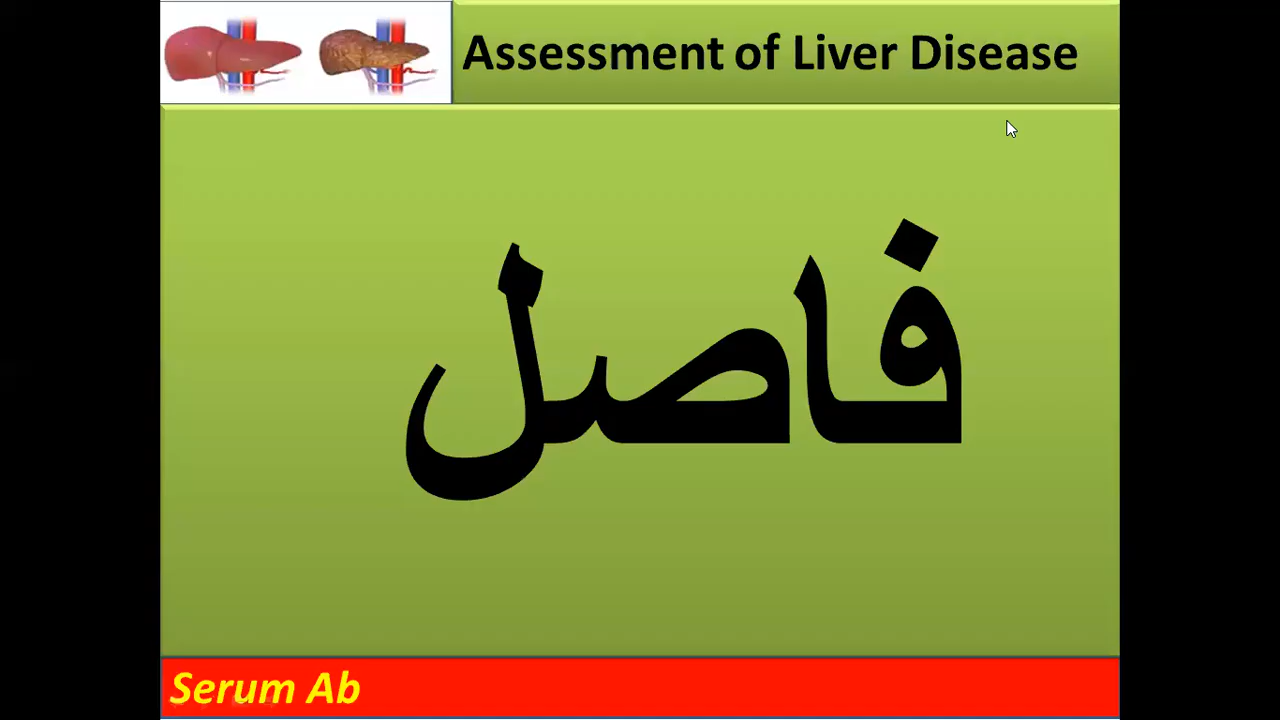 Assessment of Liver Disease
فاصل
Serum Ab